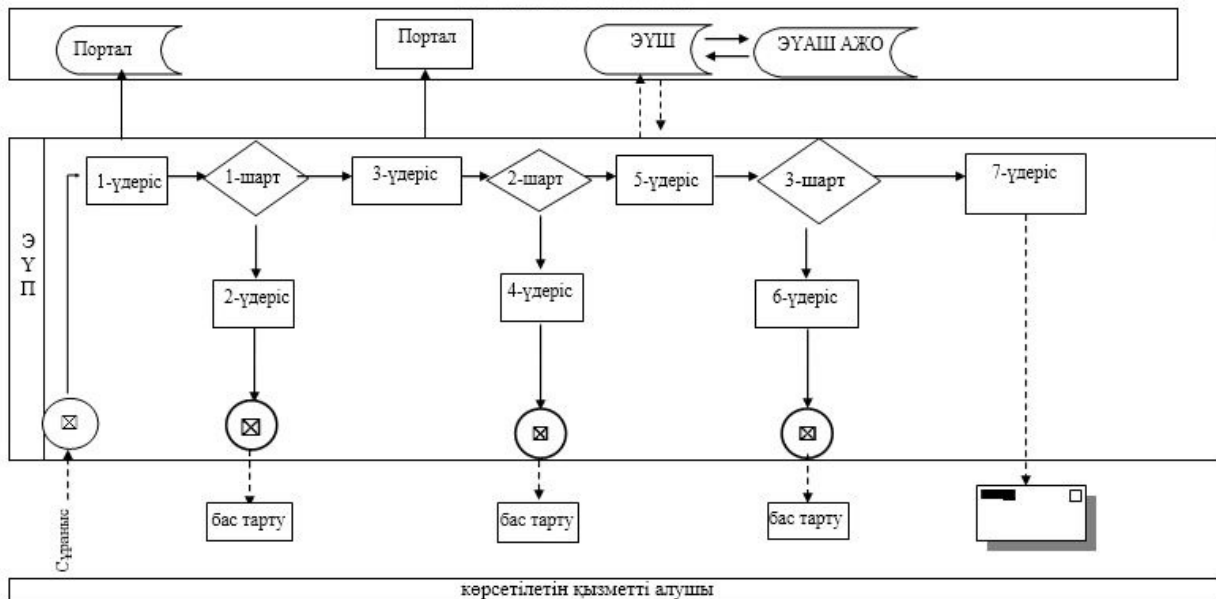 Портал
Портал
ЭҮШ
ЭҮАШ АЖО
1-үдеріс
1-шарт
3-үдеріс
2-шарт
5-үдеріс
3-шарт
7-үдеріс
Э
Ү
П
2-үдеріс
4-үдеріс
6-үдеріс
Сұраныс
бас тарту
бас тарту
бас тарту
көрсетілетін қызметті алушы